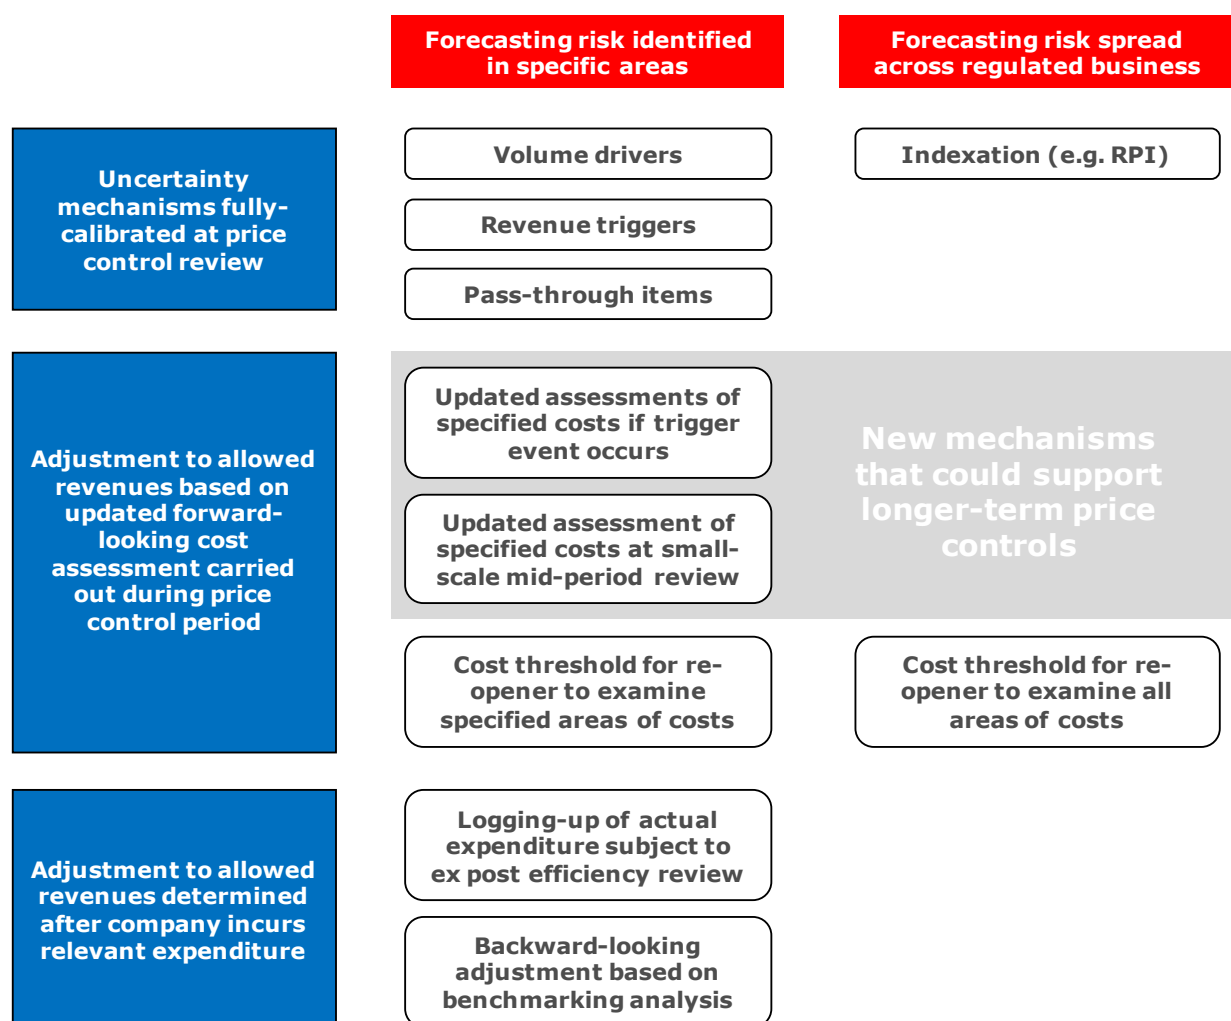 Forecasting risk identified
in specific areas
Forecasting risk spread
across regulated business
Uncertainty
mechanisms fully-
calibrated at price
control review
Volume drivers
Revenue triggers
Pass-through items
Indexation (e.g. RPI)
Adjustment to allowed
revenues based on
updated forward-
looking cost
assessment carried
out during price
control period
Updated assessments of
specified costs if trigger
event occurs
Updated assessment of
specified costs at small-
scale mid-period review
New mechanisms
that could support
longer-term price
controls
Cost threshold for re-
opener to examine
specified areas of costs
Cost threshold for re-
opener to examine all
areas of costs
Adjustment to allowed
revenues determined
after company incurs
relevant expenditure
Logging-up of actual
expenditure subject to
ex post efficiency review
Backward-looking
adjustment based on
benchmarking analysis